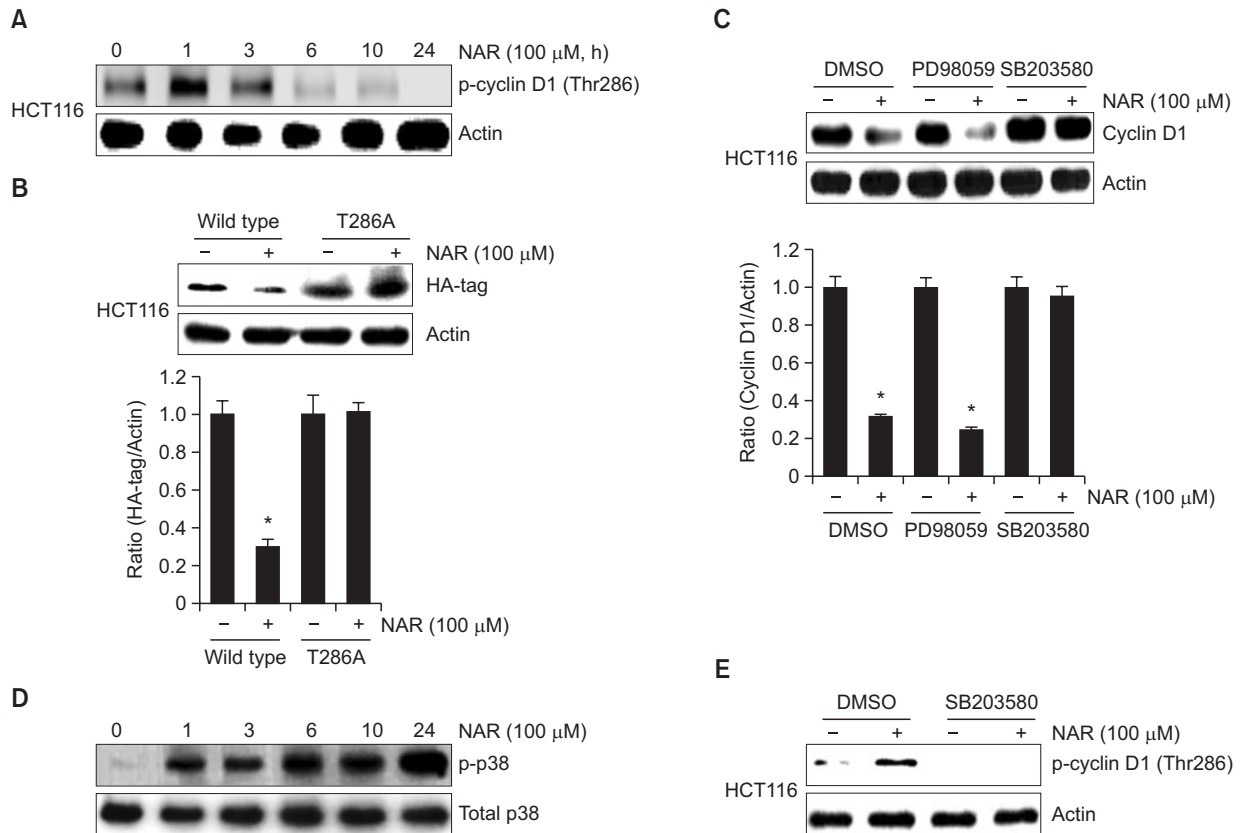 A
0 1 3 6 10 24 NAR (100 μM, h)
p-cyclin D1 (Thr286)
HCT116
Actin
B
Wild type T286A
– + – + NAR (100 μM)
HA-tag
HCT116
Actin
Ratio (HA-tag/Actin)
1.2
1.0
0.8
0.6
0.4
0.2
0
*
– + – + NAR (100 μM)
Wild type T286A
C
DMSO PD98059 SB203580
– + – + – + NAR (100 μM)
Cyclin D1
HCT116
Actin
Ratio (Cyclin D1/Actin)
1.2
1.0
0.8
0.6
0.4
0.2
0
* *
– + – + – + NAR (100 μM)
DMSO PD98059 SB203580
D
0 1 3 6 10 24 NAR (100 μM)
p-p38
Total p38
E
DMSO SB203580
– + – + NAR (100 μM)
p-cyclin D1 (Thr286)
HCT116
Actin